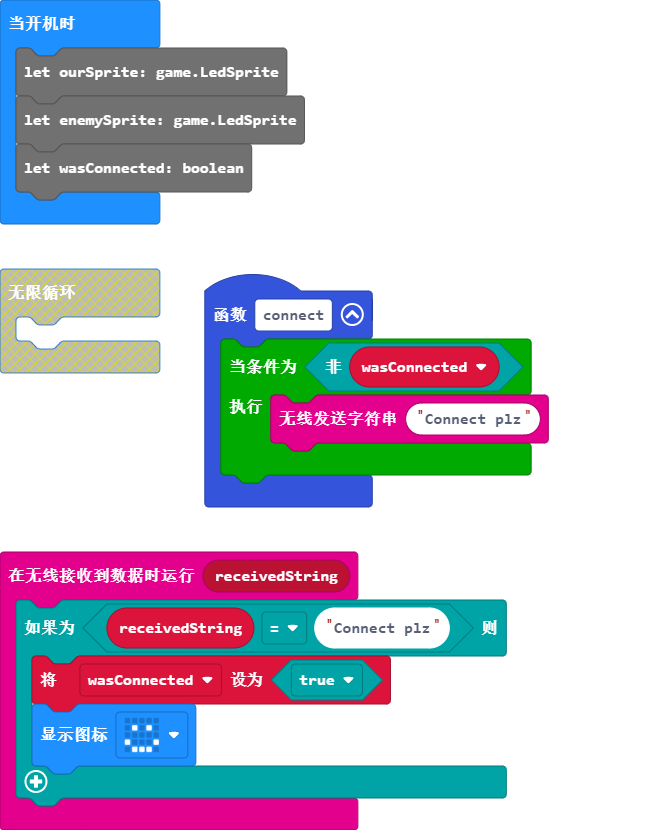 当开机时
let ourSprite: game.LedSprite
let enemySprite: game.LedSprite
let wasConnected: boolean
无限循环
函数 connect
当条件为 非 wasConnected
执行 无线发送字符串 "Connect plz"
在无线接收到数据时运行 receivedString
如果为 receivedString = "Connect plz" 则
将 wasConnected 设为 true
显示图标